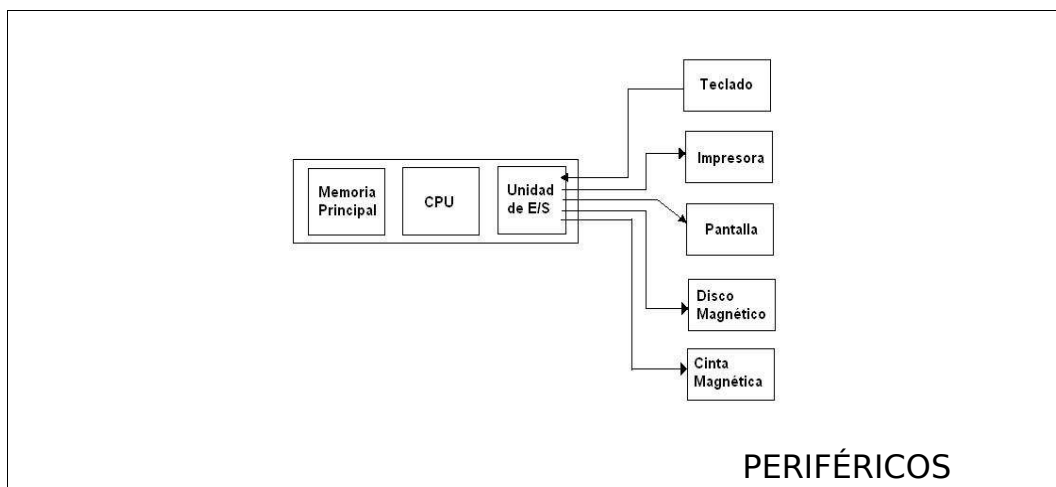 Teclado
Impresora
Memoria
Principal
CPU
Unidad
de E/S
Pantalla
Disco
Magnético
Cinta
Magnética
PERIFÉRICOS